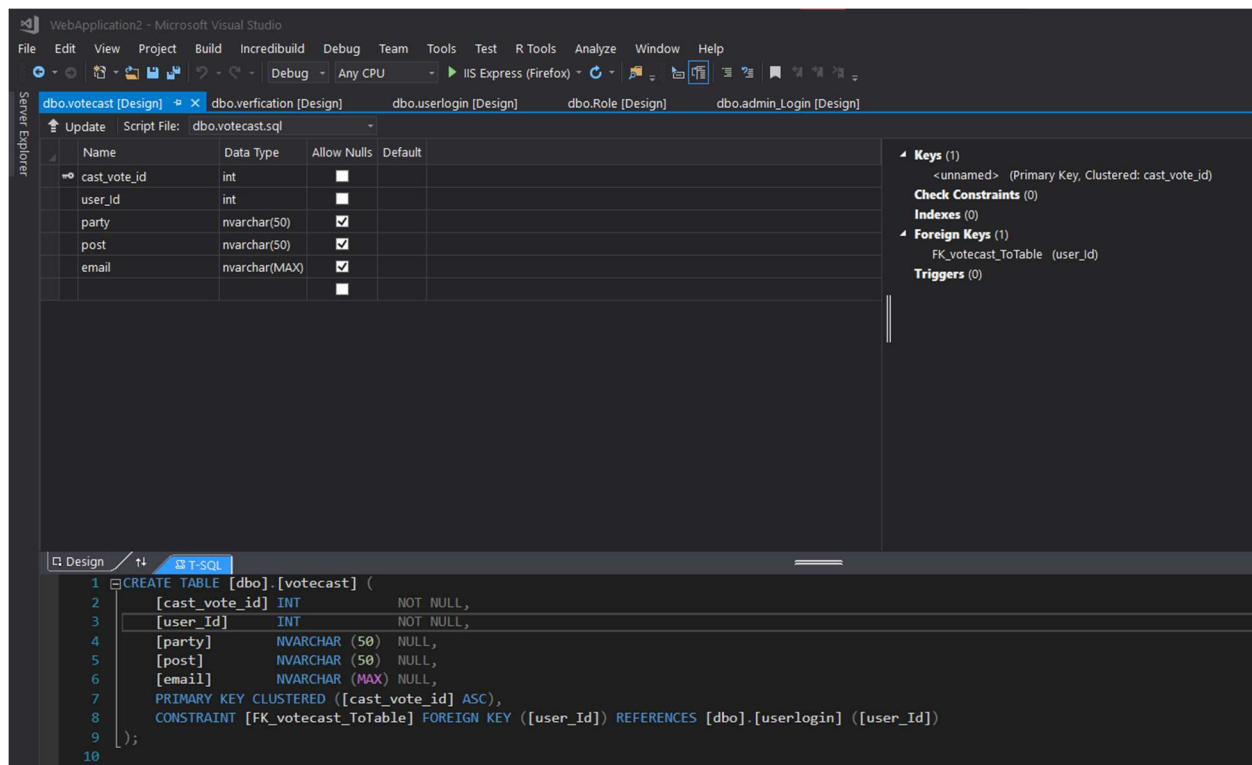 WebApplication2 - Microsoft Visual Studio
File Edit View Project Build Incredibuild Debug Team Tools Test R Tools Analyze Window Help
Debug Any CPU IIS Express (Firefox)
Server Explorer
dbo.votecast [Design] dbo.verfication [Design] dbo.userlogin [Design] dbo.Role [Design] dbo.admin_Login [Design]
Update Script File: dbo.votecast.sql
Name Data Type Allow Nulls Default
cast_vote_id int
user_Id int
party nvarchar(50)
post nvarchar(50)
email nvarchar(MAX)
Keys (1)
<unnamed> (Primary Key, Clustered: cast_vote_id)
Check Constraints (0)
Indexes (0)
Foreign Keys (1)
FK_votecast_ToTable (user_Id)
Triggers (0)
Design T-SQL
1 CREATE TABLE [dbo].[votecast] (
2 [cast_vote_id] INT NOT NULL,
3 [user_Id] INT NOT NULL,
4 [party] NVARCHAR (50) NULL,
5 [post] NVARCHAR (50) NULL,
6 [email] NVARCHAR (MAX) NULL,
7 PRIMARY KEY CLUSTERED ([cast_vote_id] ASC),
8 CONSTRAINT [FK_votecast_ToTable] FOREIGN KEY ([user_Id]) REFERENCES [dbo].[userlogin] ([user_Id])
9 );
10